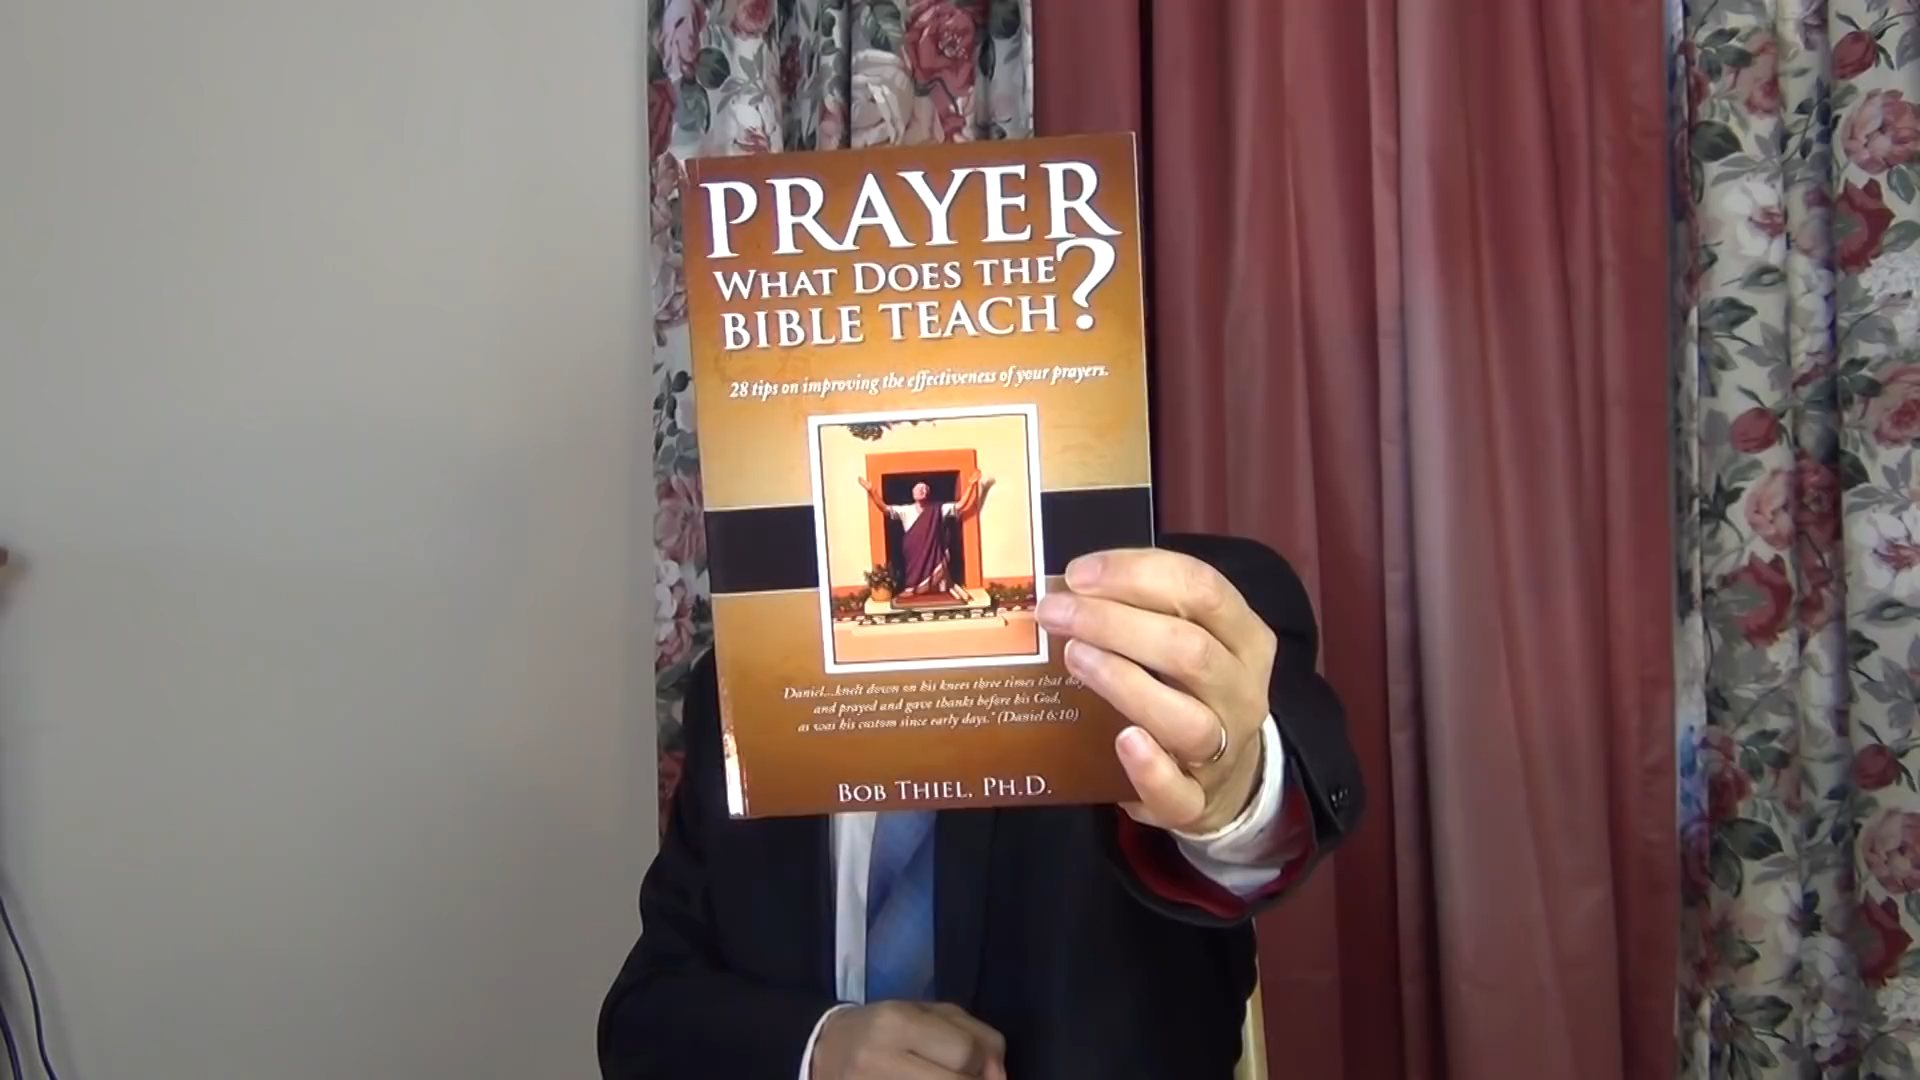 PRAYER
WHAT DOES THE
BIBLE TEACH?
28 tips on improving the effectiveness of your prayers.
Daniel...knelt down on his knees three times that day
and prayed and gave thanks before his God,
as was his custom since early days." (Daniel 6:10)
BOB THIEL, PH.D.